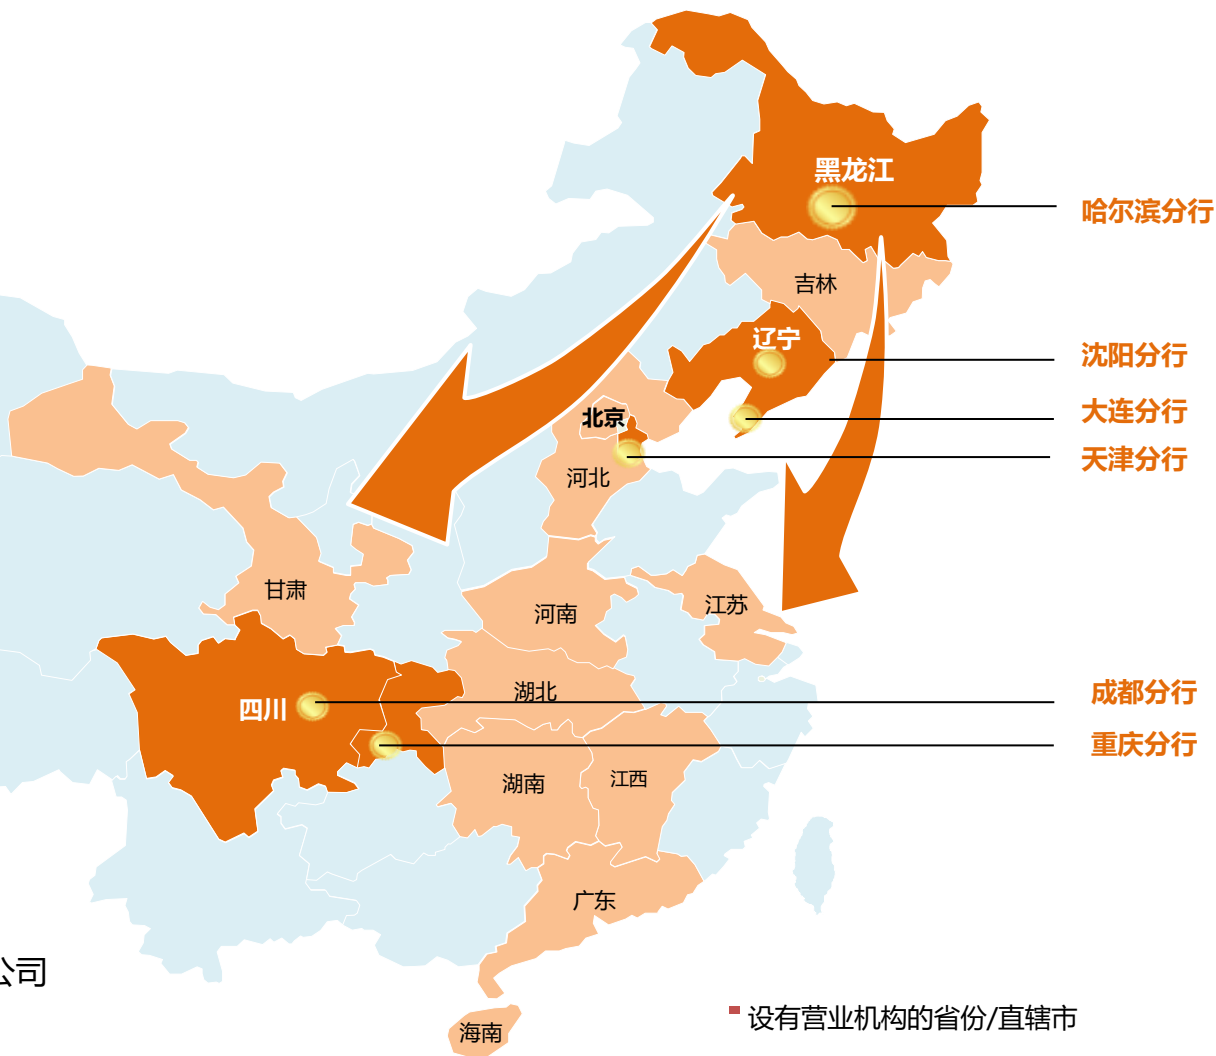 黑龙江
哈尔滨分行
吉林
辽宁
沈阳分行
大连分行
北京
天津分行
河北
甘肃
河南
江苏
四川
湖北
成都分行
重庆分行
湖南
江西
广东
公司
设有营业机构的省份/直辖市
海南